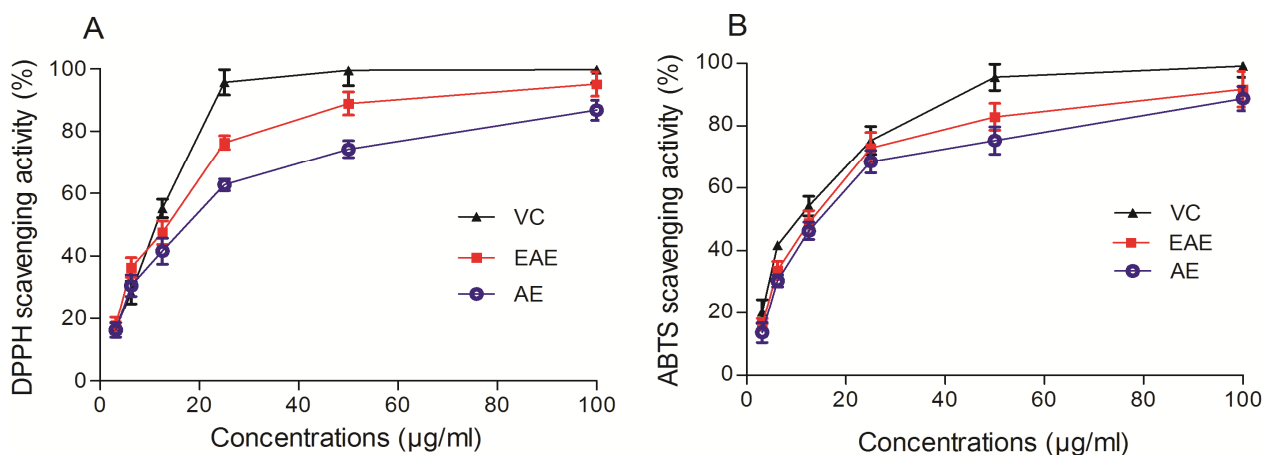 A
DPPH scavenging activity (%)
100
80
60
40
20
0
0 20 40 60 80 100
Concentrations (µg/ml)
VC
EAE
AE
B
ABTS scavenging activity (%)
100
80
60
40
20
0
0 20 40 60 80 100
Concentrations (µg/ml)
VC
EAE
AE